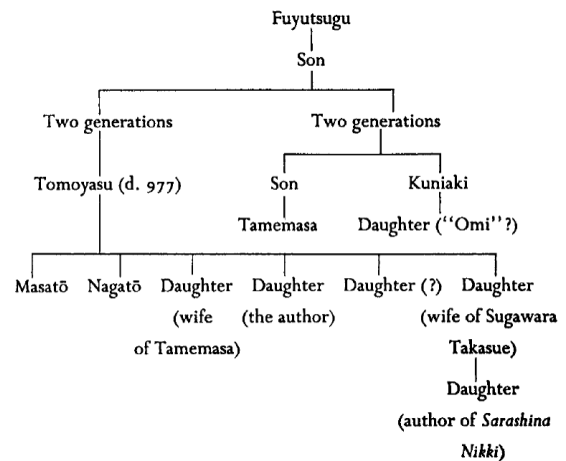 Fuyutsugu
Son
Two generations Two generations
Tomoyasu (d. 977) Son Kuniaki
Tamemasa Daughter ("Omi"?)
Masatō Nagatō Daughter Daughter Daughter (?) Daughter
(wife (the author) (wife of Sugawara
of Tamemasa) Takasue)
Daughter
(author of Sarashina
Nikki)